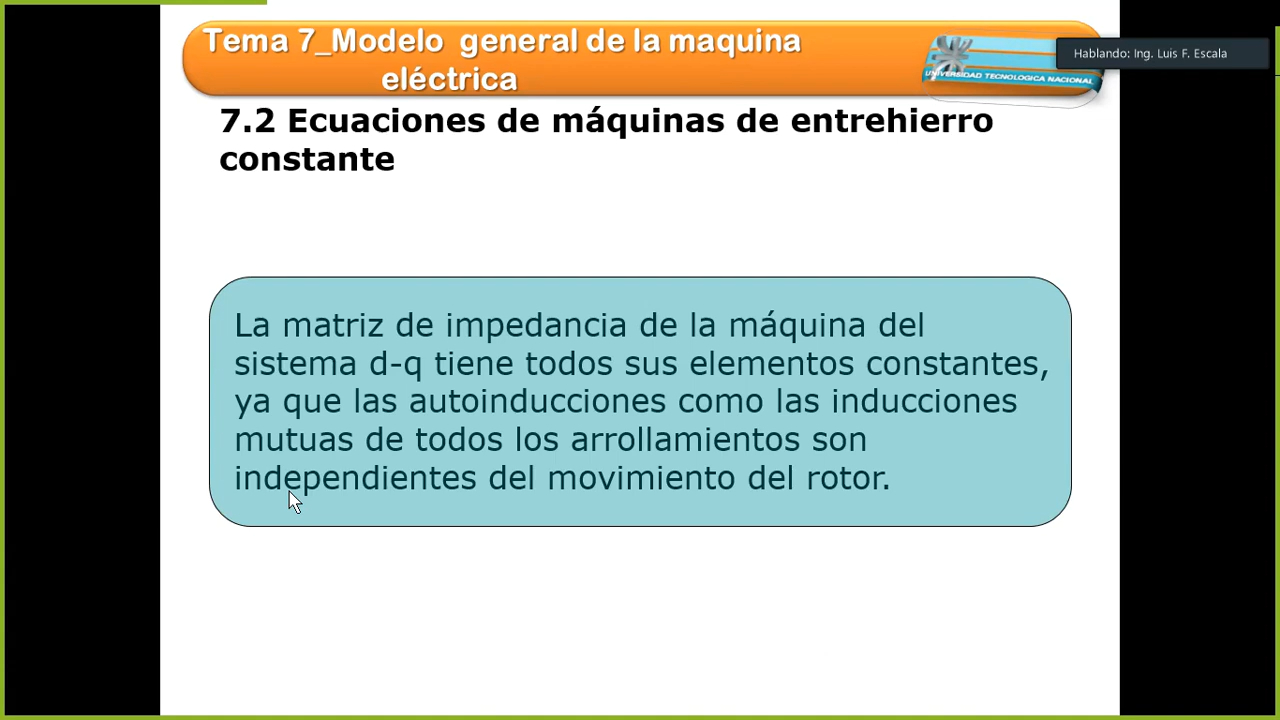 Tema 7_Modelo general de la maquina
eléctrica
UNIVERSIDAD TECNOLOGICA NACIONAL
Hablando: Ing. Luis F. Escala
7.2 Ecuaciones de máquinas de entrehierro
constante
La matriz de impedancia de la máquina del
sistema d-q tiene todos sus elementos constantes,
ya que las autoinducciones como las inducciones
mutuas de todos los arrollamientos son
independientes del movimiento del rotor.